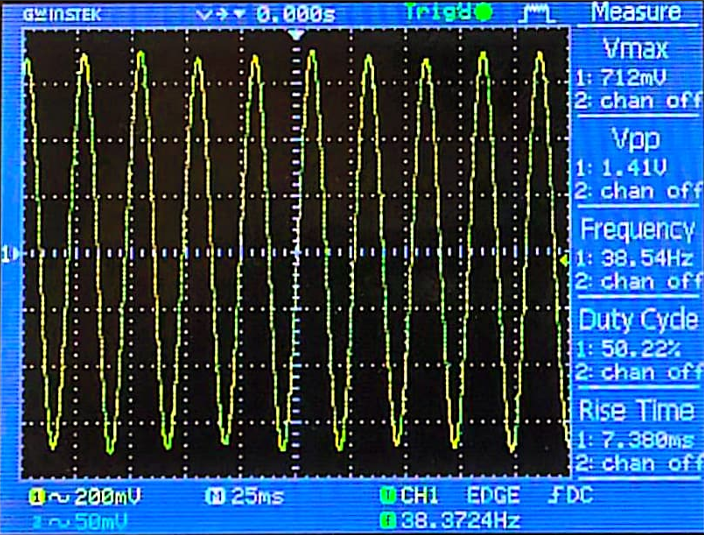 GWINSTEK 0.000s Trig'd Measure
Vmax
1: 712mV
2: chan off
Vpp
1: 1.41V
2: chan off
Frequency
1: 38.54Hz
2: chan off
Duty Cycle
1: 50.22%
2: chan off
Rise Time
1: 7.380ms
2: chan off
1
1 200mV M 25ms T CH1 EDGE DC
2 50mV T 38.3724Hz